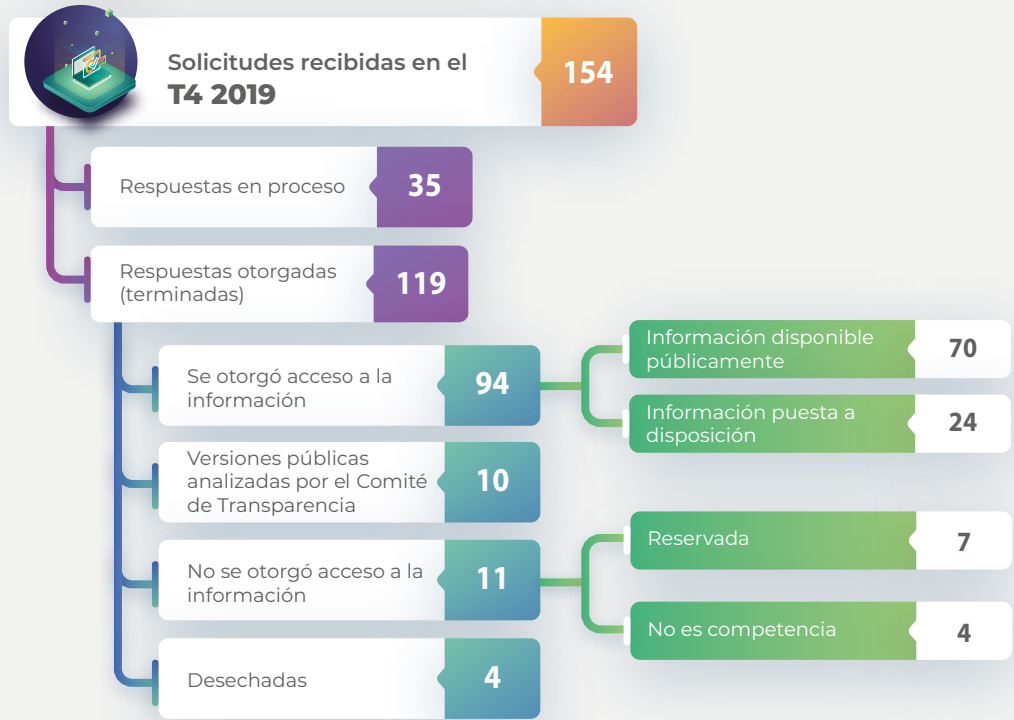 Solicitudes recibidas en el
T4 2019
154
Respuestas en proceso
35
Respuestas otorgadas
(terminadas)
119
Se otorgó acceso a la
información
94
Información disponible
públicamente
70
Información puesta a
disposición
24
Versiones públicas
analizadas por el Comité
de Transparencia
10
No se otorgó acceso a la
información
11
Reservada
7
No es competencia
4
Desechadas
4